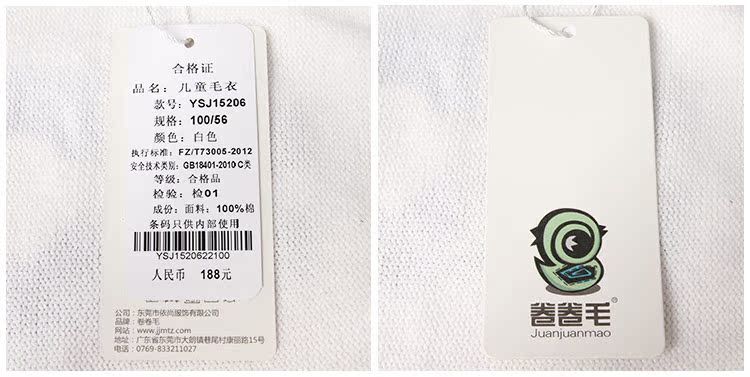 合格证
品名：儿童毛衣
款号：YSJ15206
规格：100/56
颜色：白色
执行标准：FZ/T73005-2012
安全技术类别：GB18401-2010 C类
等级：合格品
检验：检01
成份：面料：100%棉
条码只供内部使用
YSJ1520622100
人民币 188元
公司：东莞市依尚服饰有限公司
品牌：卷卷毛
网站：www.jjmtz.com
地址：广东省东莞市大朗镇巷尾村康丽路15号
电话：0769-833211027
卷卷毛®
Juanjuanmao